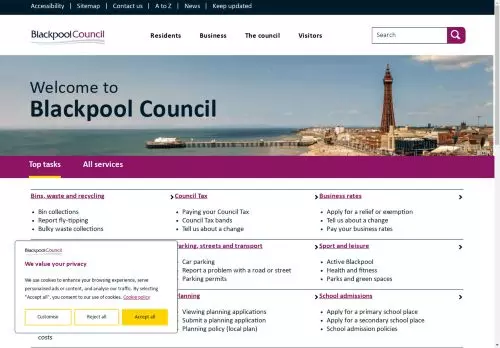 Accessibility | Sitemap | Contact us | A to Z | News | Keep updated
BlackpoolCouncil
Residents Business The council Visitors
Search
Welcome to
Blackpool Council
Top tasks All services
Bins, waste and recycling
Bin collections
Report fly-tipping
Bulky waste collections
Council Tax
Paying your Council Tax
Council Tax bands
Tell us about a change
Business rates
Apply for a relief or exemption
Tell us about a change
Pay your business rates
Parking, streets and transport
Car parking
Report a problem with a road or street
Parking permits
Sport and leisure
Active Blackpool
Health and fitness
Parks and green spaces
Planning
Viewing planning applications
Submit a planning application
Planning policy (local plan)
School admissions
Apply for a primary school place
Apply for a secondary school place
School admission policies
costs
BlackpoolCouncil
We value your privacy
We use cookies to enhance your browsing experience, serve
personalised ads or content, and analyse our traffic. By selecting
"Accept all", you consent to our use of cookies. Cookie policy
Customise Reject all Accept all